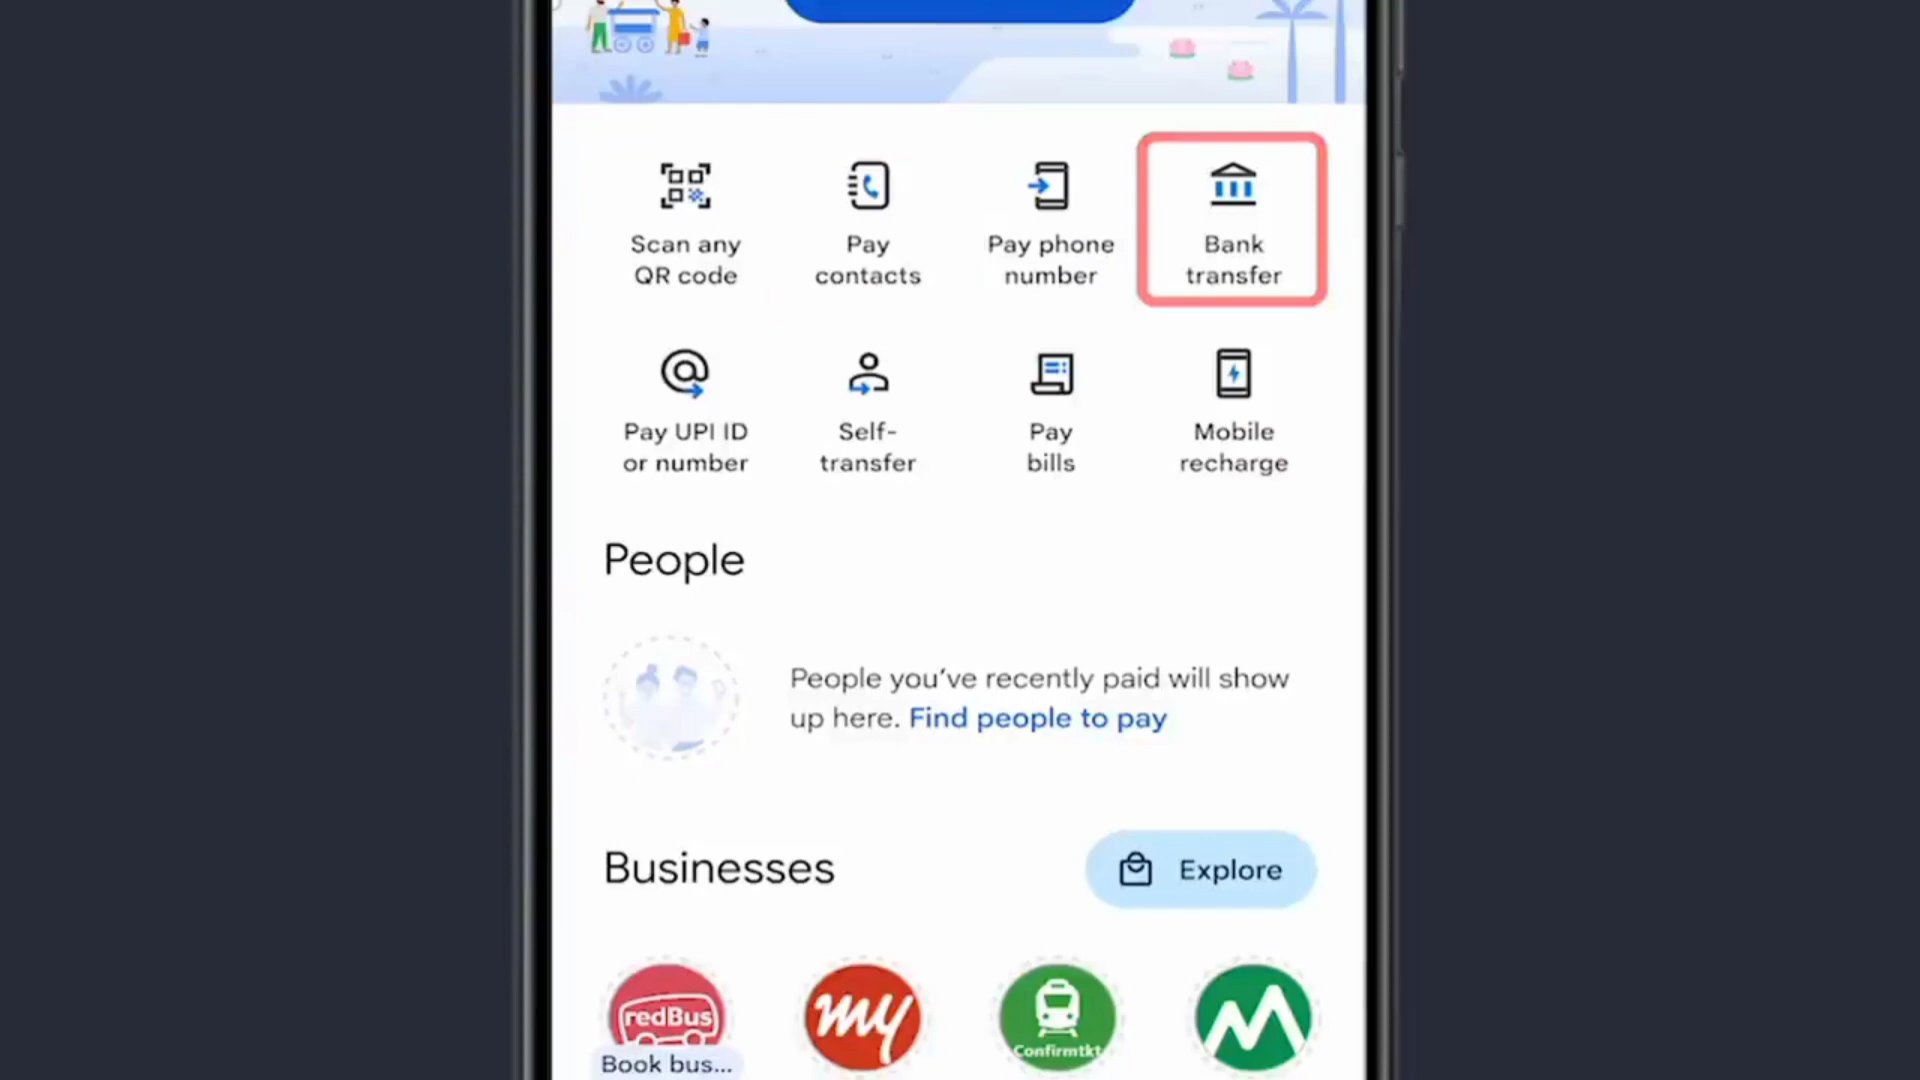 Scan any
QR code
Pay
contacts
Pay phone
number
Bank
transfer
Pay UPI ID
or number
Self-
transfer
Pay
bills
Mobile
recharge
People
People you've recently paid will show
up here. Find people to pay
Businesses
Explore
redBus
my
Confirmtkt
Book bus...